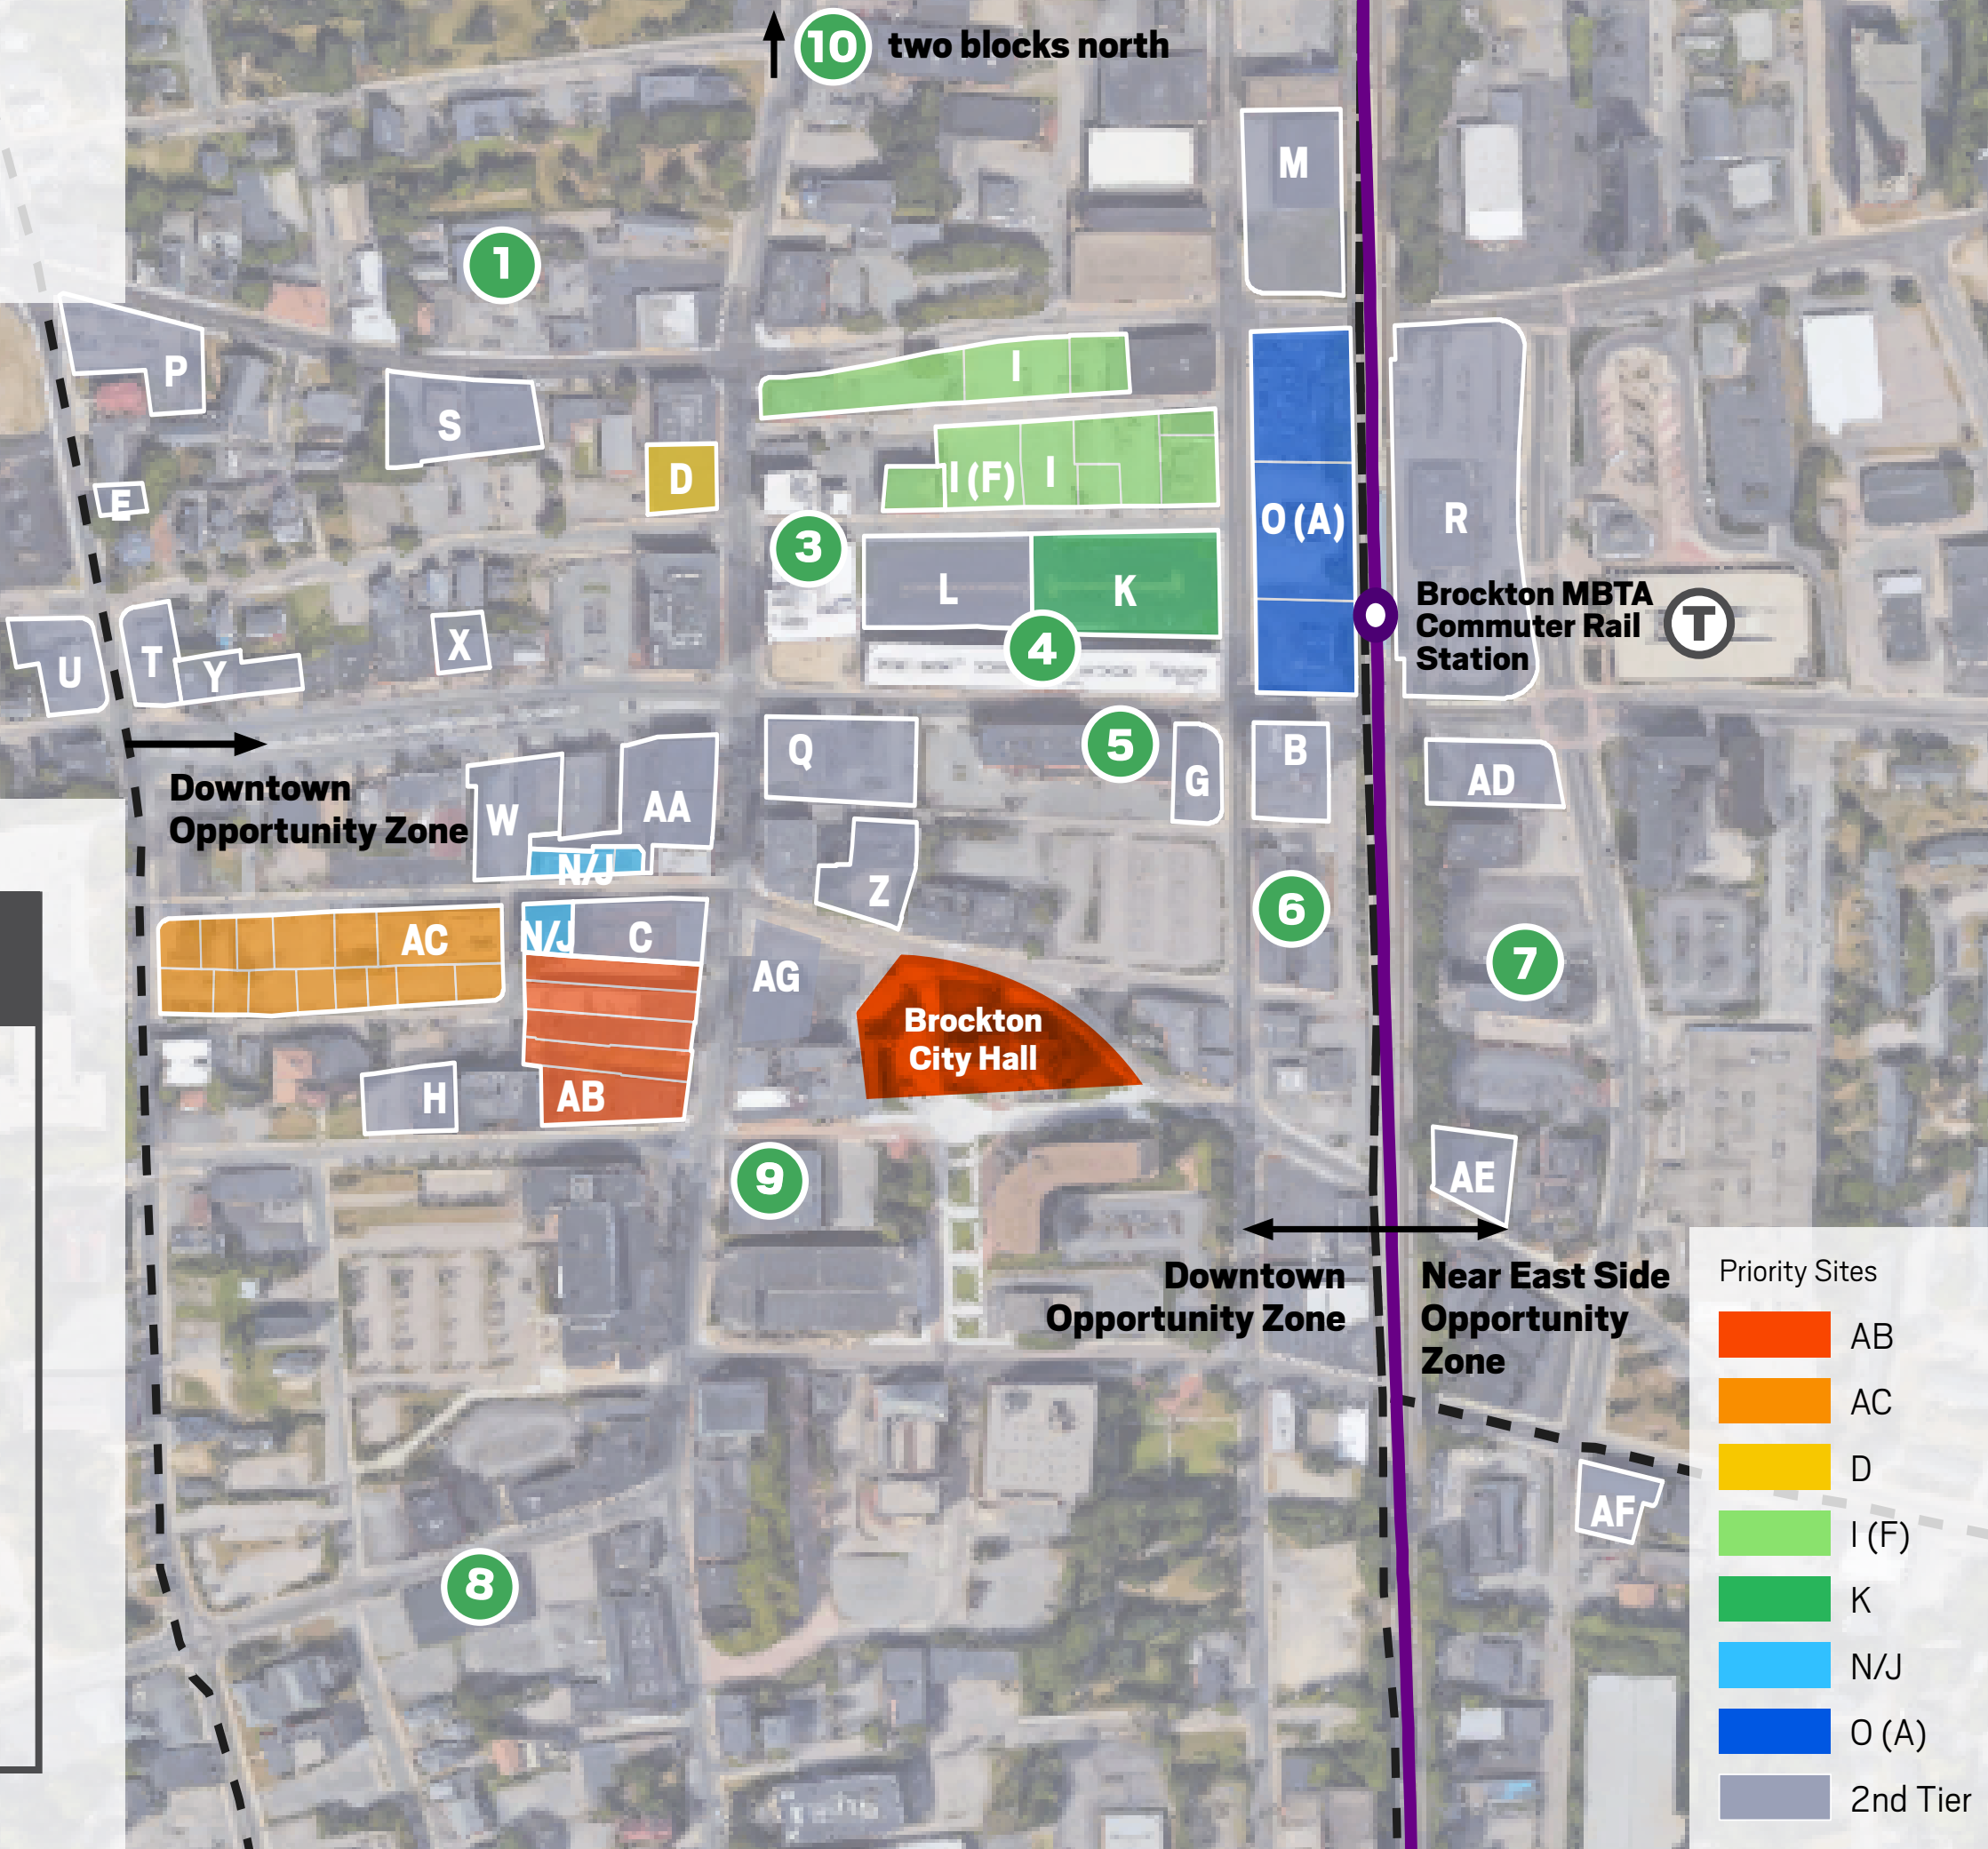 10 two blocks north
M
1
P
I
S
D
I (F) I
E
O (A)
R
3
L
K
Brockton MBTA
Commuter Rail
Station
T
4
X
U
T
Y
Q
5
B
G
AD
Downtown
Opportunity Zone
W
AA
N/J
Z
6
AC
N/J
C
7
AG
Brockton
City Hall
H
AB
9
AE
Downtown
Opportunity Zone
Near East Side
Opportunity
Zone
AF
8
Priority Sites
AB
AC
D
I (F)
K
N/J
O (A)
2nd Tier